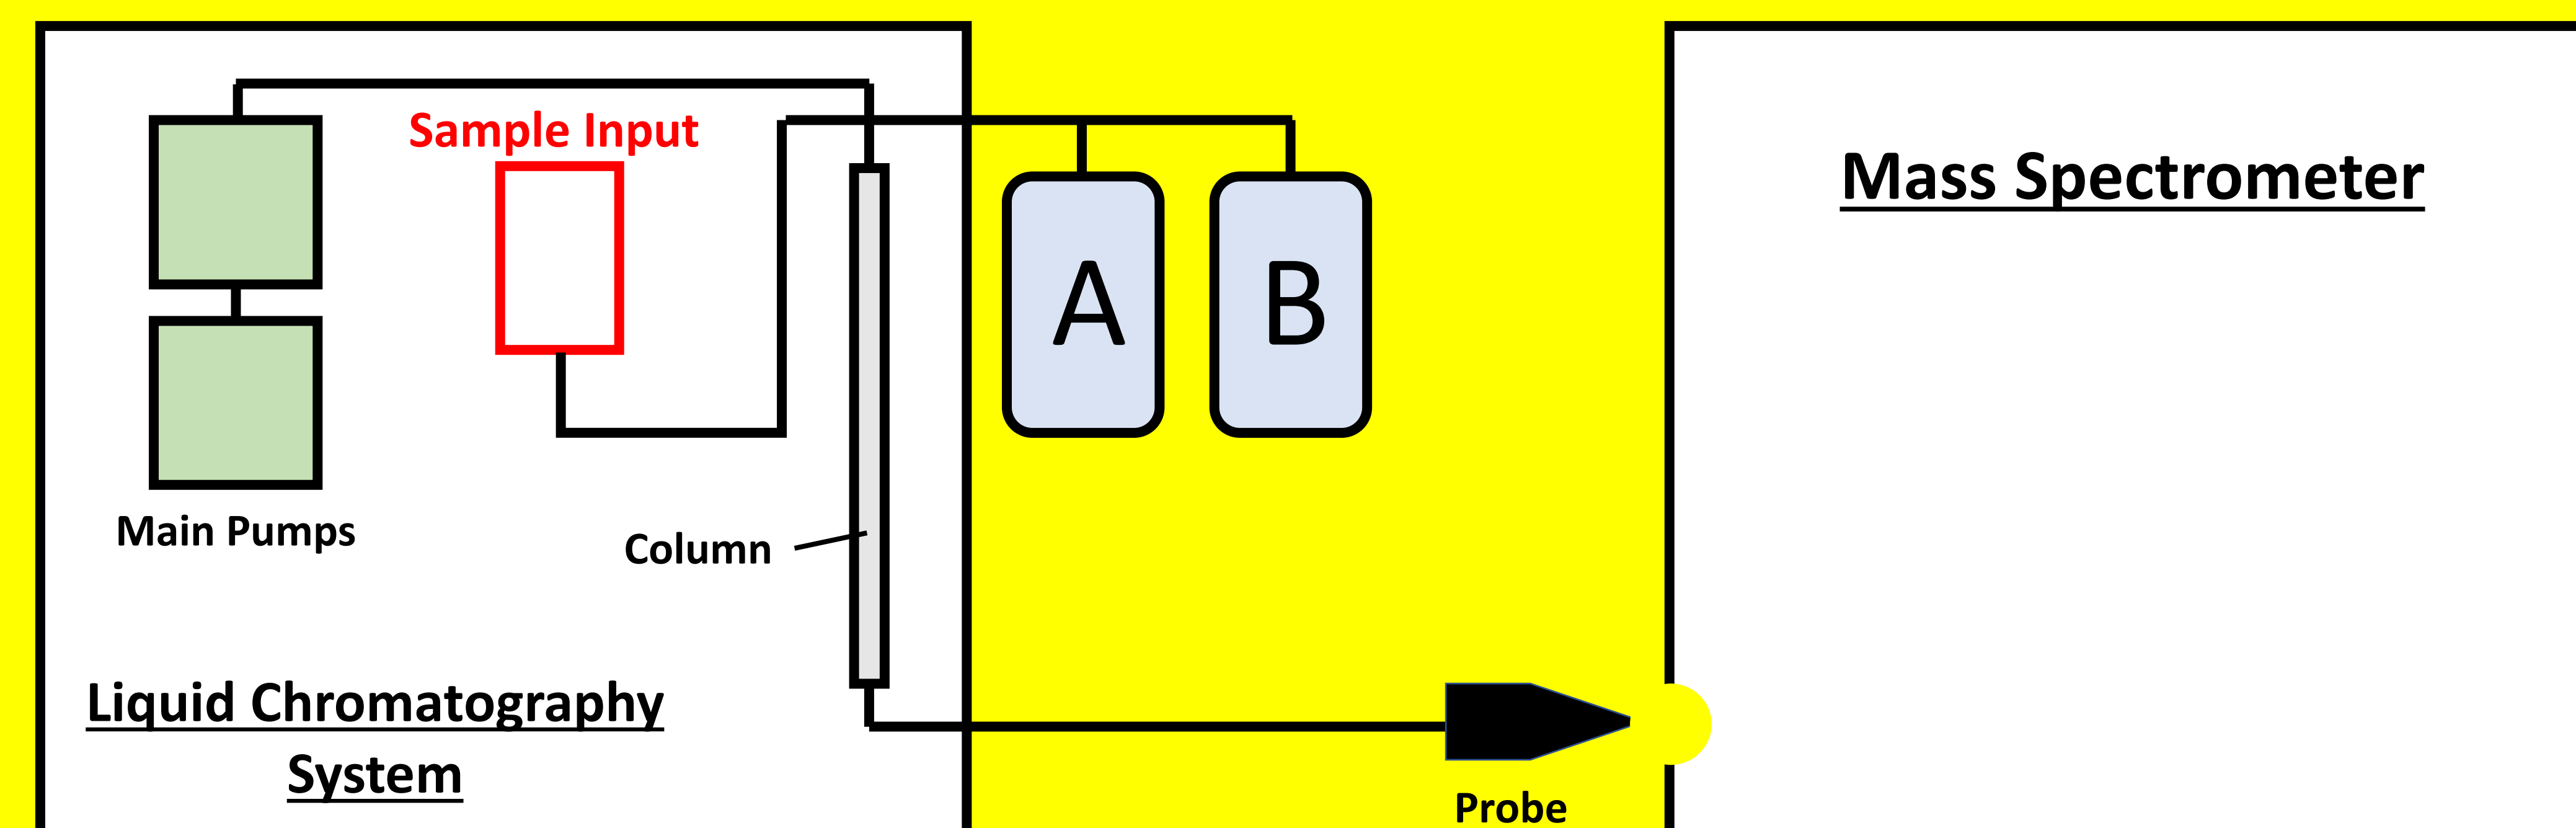 Sample Input
Mass Spectrometer
A
B
Main Pumps
Column
Liquid Chromatography
System
Probe